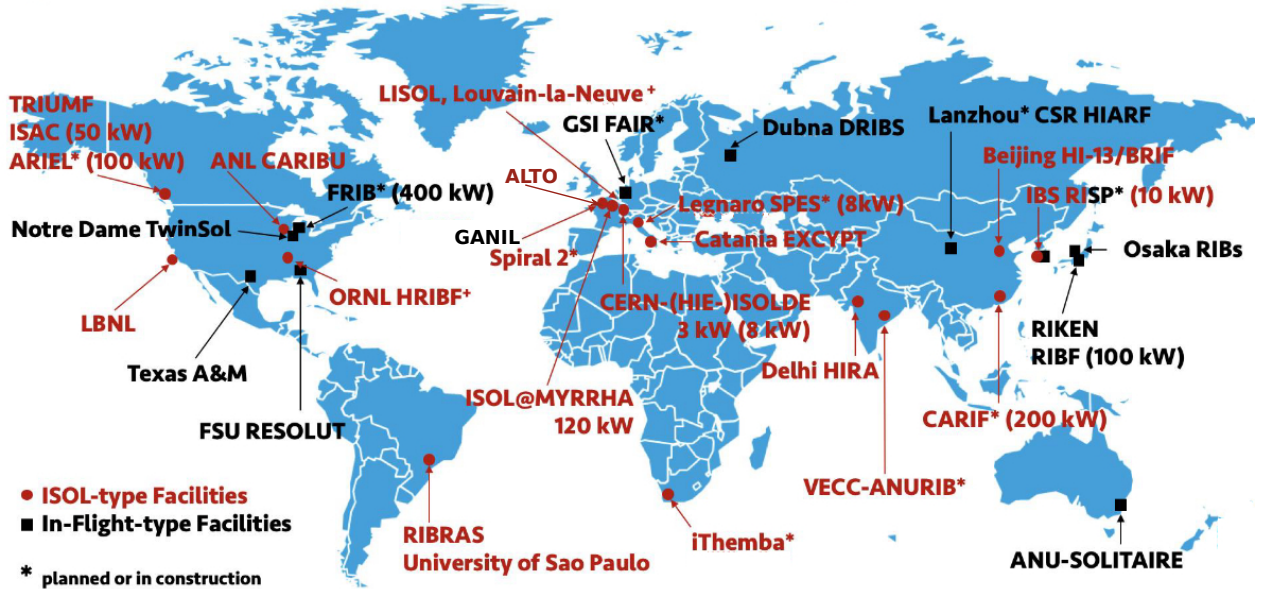 TRIUMF
ISAC (50 kW)
ARIEL* (100 kW)
ANL CARIBU
FRIB* (400 kW)
Notre Dame TwinSol
LBNL
ORNL HRIBF+
Texas A&M
FSU RESOLUT
RIBRAS
University of Sao Paulo
LISOL, Louvain-la-Neuve+
GSI FAIR*
ALTO
GANIL
Spiral 2*
Dubna DRIBS
Legnaro SPES* (8kW)
Catania EXCYPT
CERN-(HIE-)ISOLDE
3 kW (8 kW)
ISOL@MYRRHA
120 kW
iThemba*
Lanzhou* CSR HIARF
Beijing HI-13/BRIF
IBS RISP* (10 kW)
Osaka RIBs
RIKEN
RIBF (100 kW)
Delhi HIRA
CARIF* (200 kW)
VECC-ANURIB*
ANU-SOLITAIRE
ISOL-type Facilities
In-Flight-type Facilities
* planned or in construction